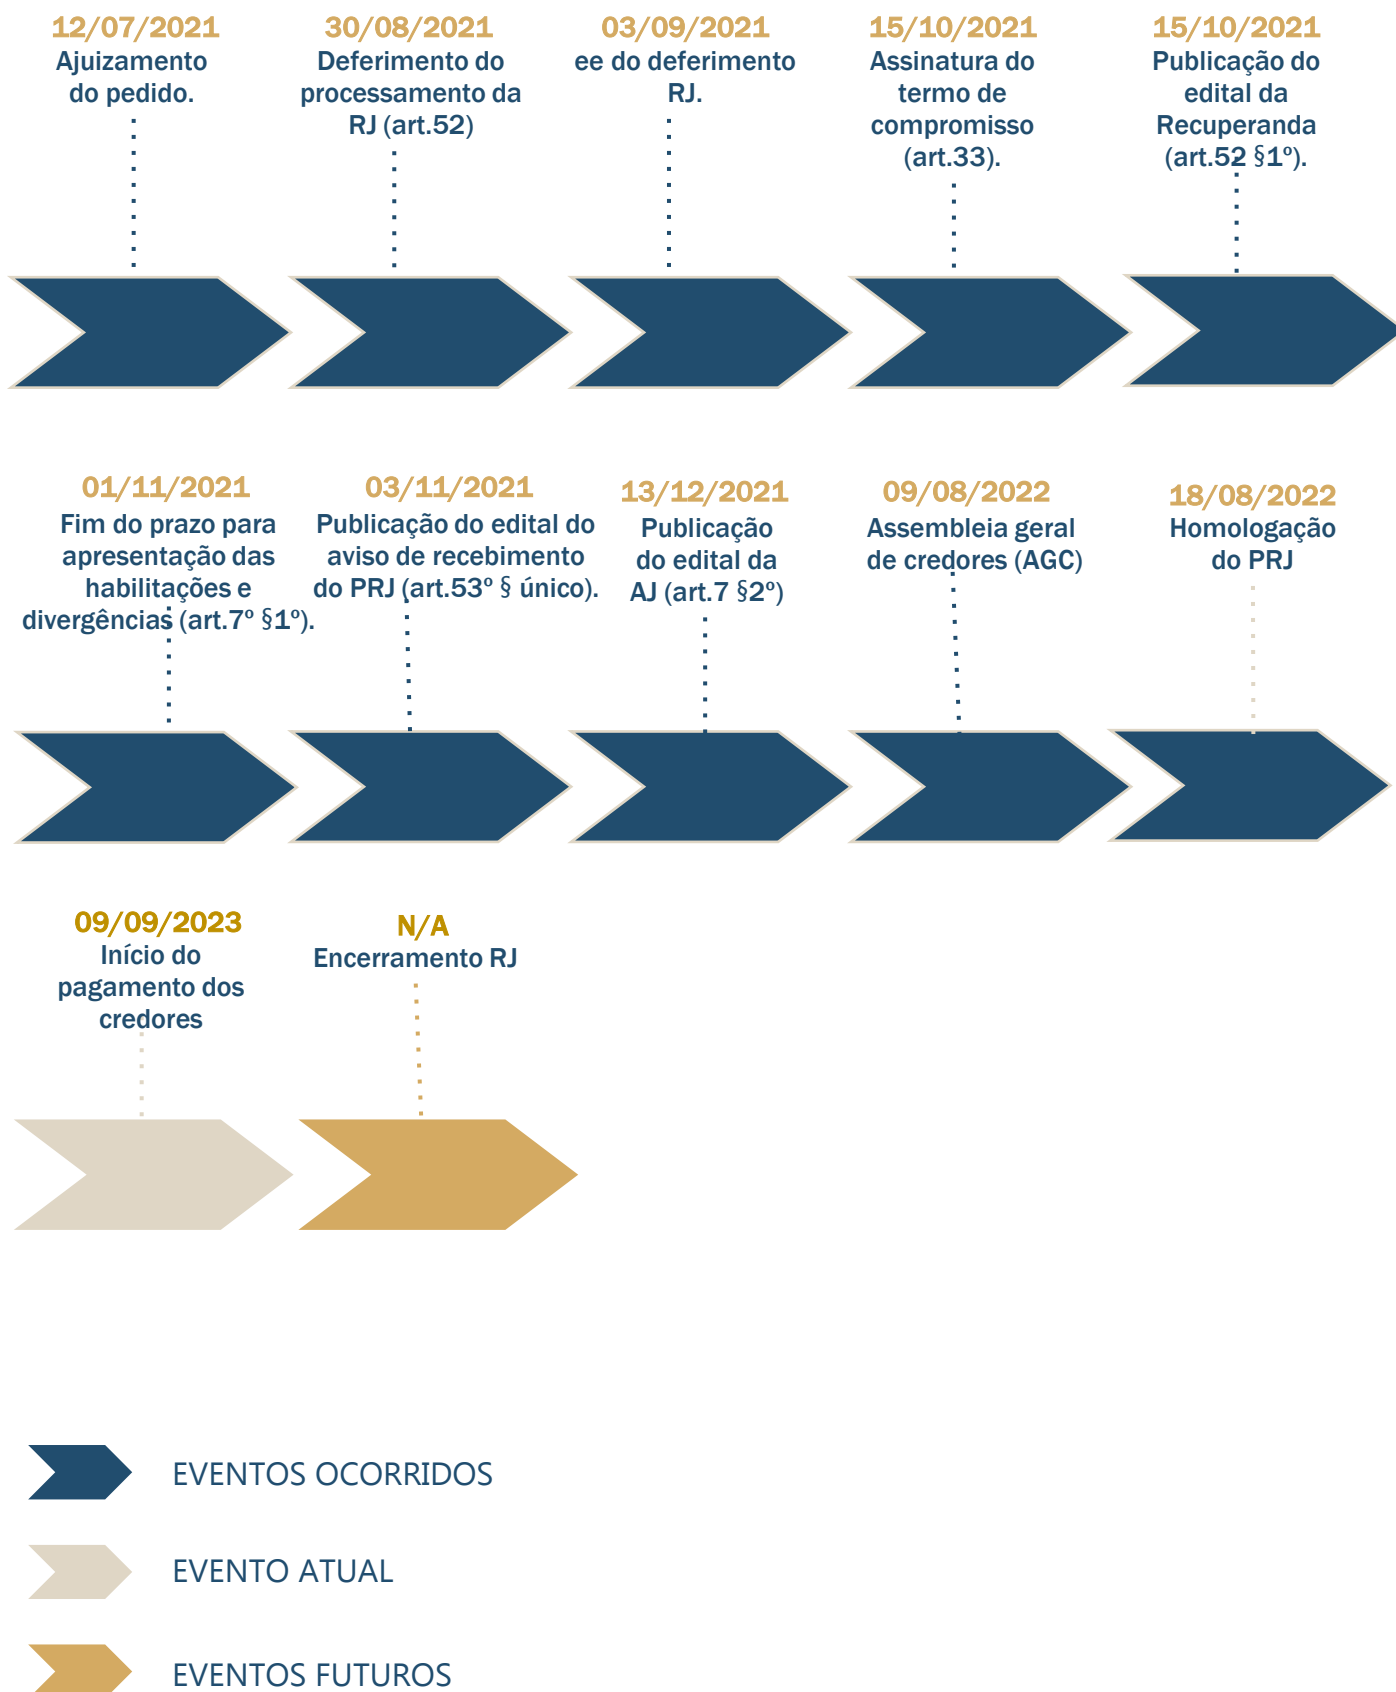 12/07/2021
Ajuizamento
do pedido.
30/08/2021
Deferimento do
processamento da
RJ (art.52)
03/09/2021
ee do deferimento
RJ.
15/10/2021
Assinatura do
termo de
compromisso
(art.33).
15/10/2021
Publicação do
edital da
Recuperanda
(art.52 §1º).
01/11/2021
Fim do prazo para
apresentação das
habilitações e
divergências (art.7º §1º).
03/11/2021
Publicação do edital do
aviso de recebimento
do PRJ (art.53º § único).
13/12/2021
Publicação
do edital da
AJ (art.7 §2º)
09/08/2022
Assembleia geral
de credores (AGC)
18/08/2022
Homologação
do PRJ
09/09/2023
Início do
pagamento dos
credores
N/A
Encerramento RJ
EVENTOS OCORRIDOS
EVENTO ATUAL
EVENTOS FUTUROS